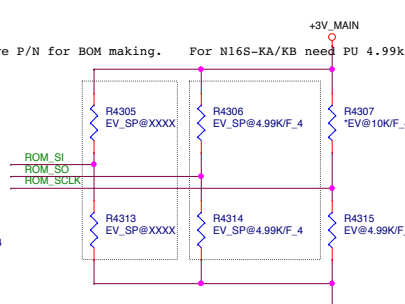 +3V_MAIN
e P/N for BOM making. For N16S-KA/KB need PU 4.99k
R4305
EV_SP@XXXX
R4306
EV_SP@4.99K/F_4
R4307
*EV@10K/F_
ROM_SI
ROM_SO
ROM_SCLK
R4313
EV_SP@XXXX
R4314
EV_SP@4.99K/F_4
R4315
EV@4.99K/F_
4